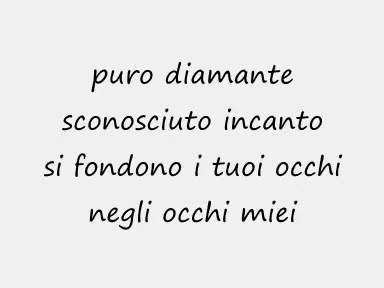 puro diamante
sconosciuto incanto
si fondono i tuoi occhi
negli occhi miei